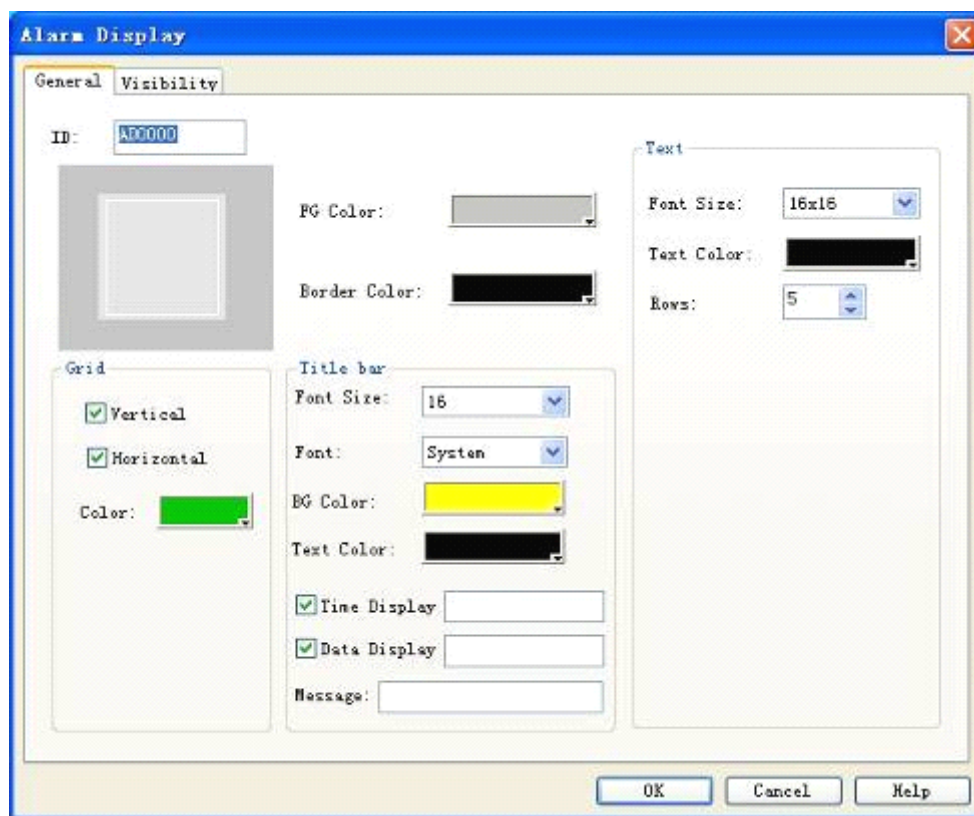 Alarm Display
General Visibility
ID: AD0000
FG Color:
Border Color:
Text
Font Size: 16x16
Text Color:
Rows: 5
Grid
Vertical
Horizontal
Color:
Title bar
Font Size: 16
Font: System
BG Color:
Text Color:
Time Display
Data Display
Message:
OK Cancel Help